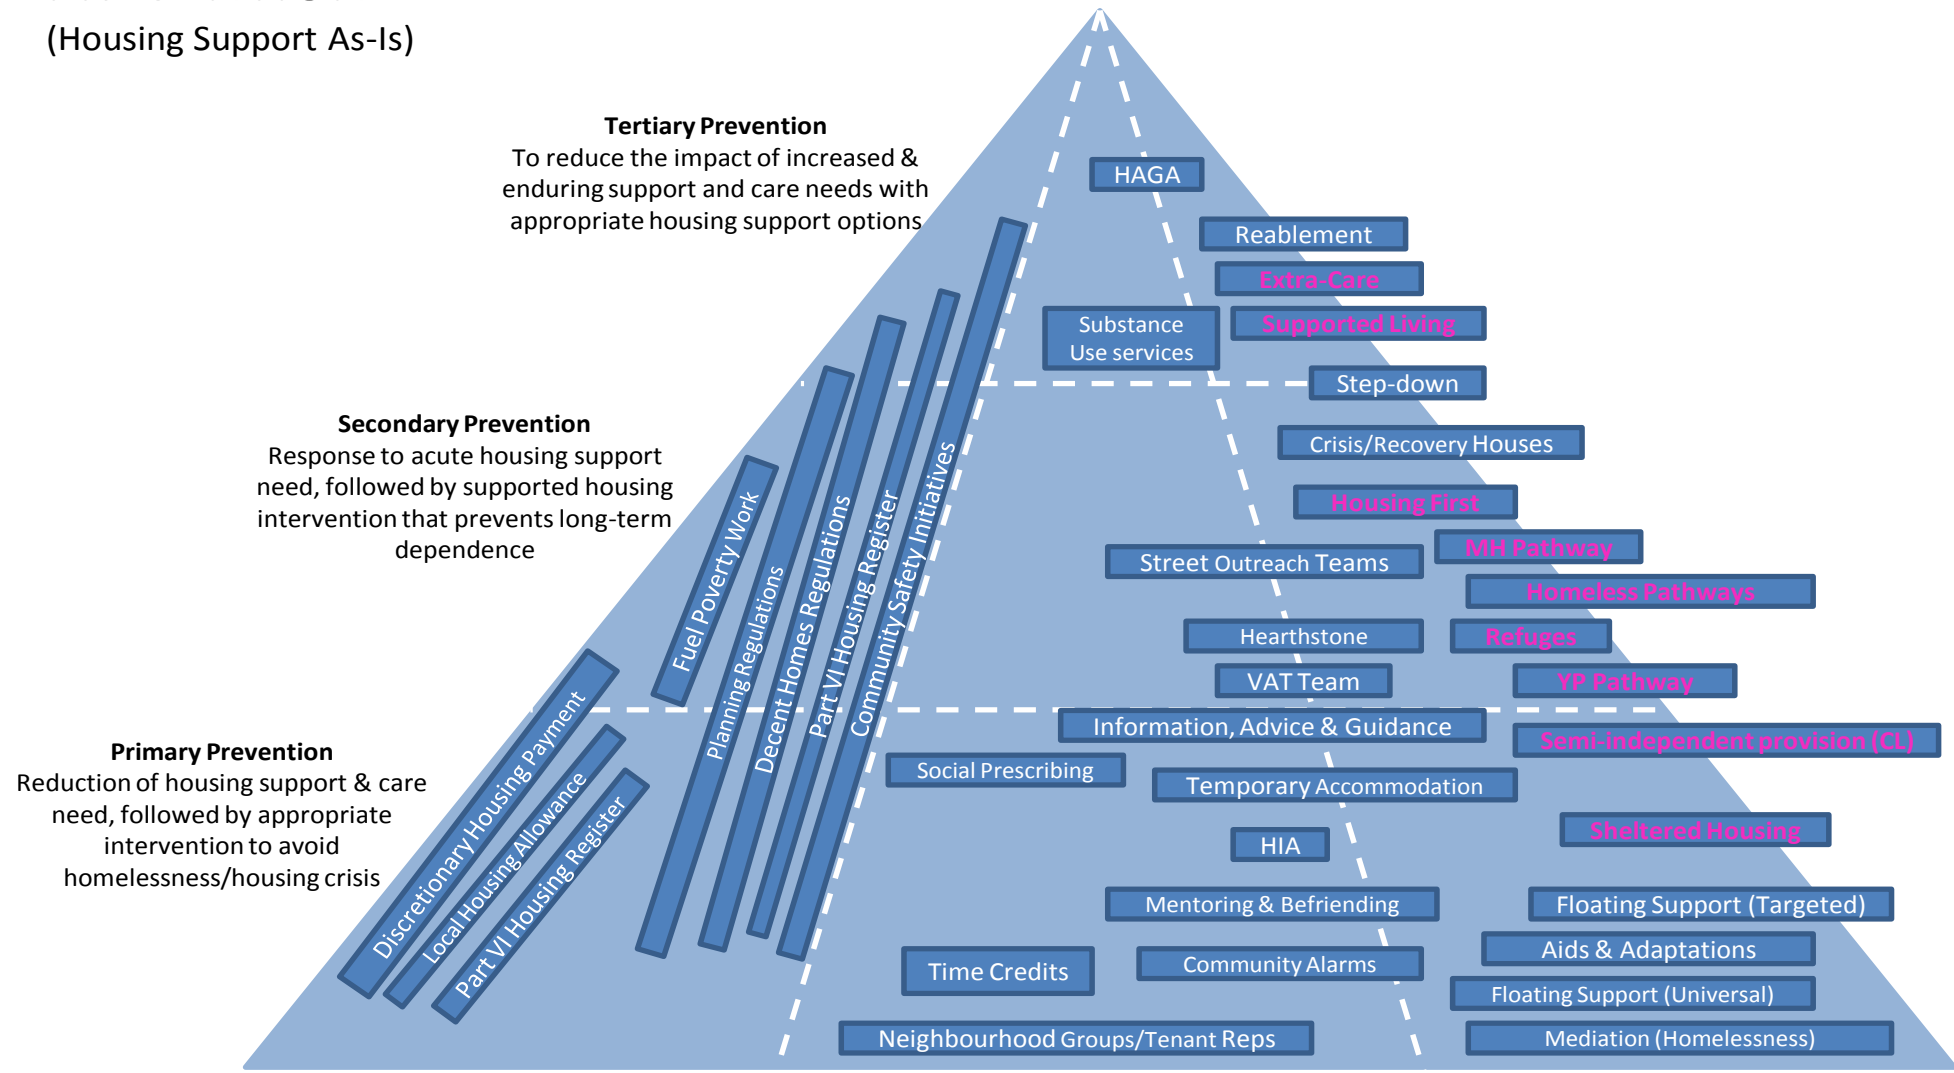 (Housing Support As-Is)
Tertiary Prevention
To reduce the impact of increased &
enduring support and care needs with
appropriate housing support options
Secondary Prevention
Response to acute housing support
need, followed by supported housing
intervention that prevents long-term
dependence
Primary Prevention
Reduction of housing support & care
need, followed by appropriate
intervention to avoid
homelessness/housing crisis
Discretionary Housing Payment
Local Housing Allowance
Part VI Housing Register
Fuel Poverty Work
Planning Regulations
Decent Homes Regulations
Part VI Housing Register
Community Safety Initiatives
HAGA
Reablement
Extra-Care
Substance
Use services
Supported Living
Step-down
Crisis/Recovery Houses
Housing First
MH Pathway
Street Outreach Teams
Homeless Pathways
Hearthstone
Refuges
VAT Team
YP Pathway
Information, Advice & Guidance
Semi-independent provision (CL)
Social Prescribing
Temporary Accommodation
Sheltered Housing
HIA
Mentoring & Befriending
Floating Support (Targeted)
Aids & Adaptations
Time Credits
Community Alarms
Floating Support (Universal)
Neighbourhood Groups/Tenant Reps
Mediation (Homelessness)